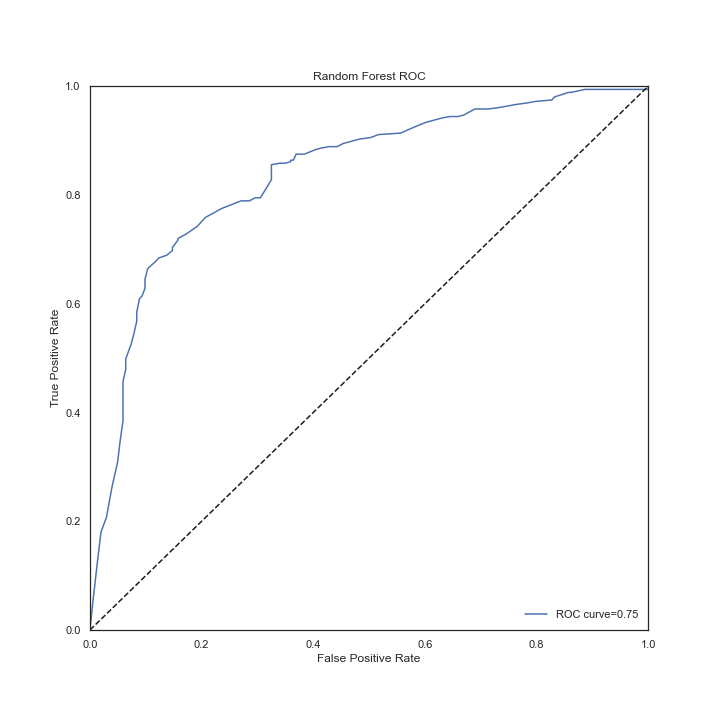 Random Forest ROC
1.0
0.8
0.6
0.4
0.2
0.0
True Positive Rate
ROC curve=0.75
0.0 0.2 0.4 0.6 0.8 1.0
False Positive Rate